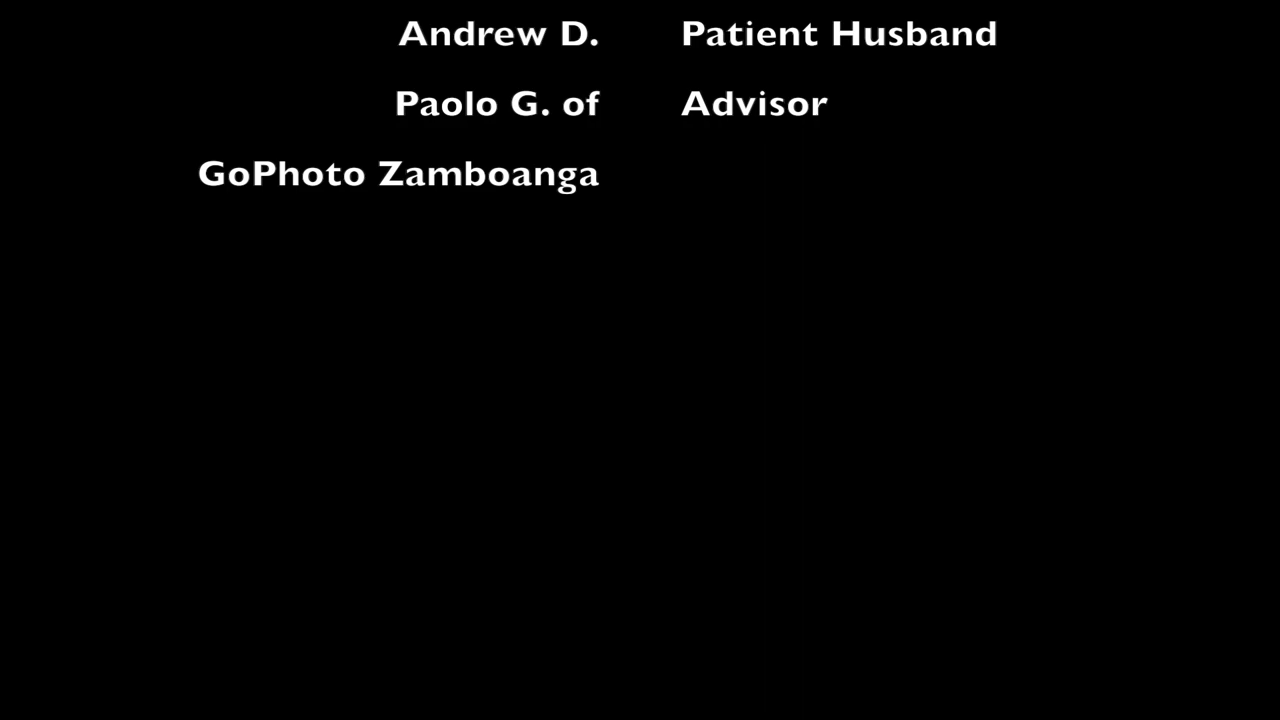 Andrew D. Patient Husband
Paolo G. of Advisor
GoPhoto Zamboanga